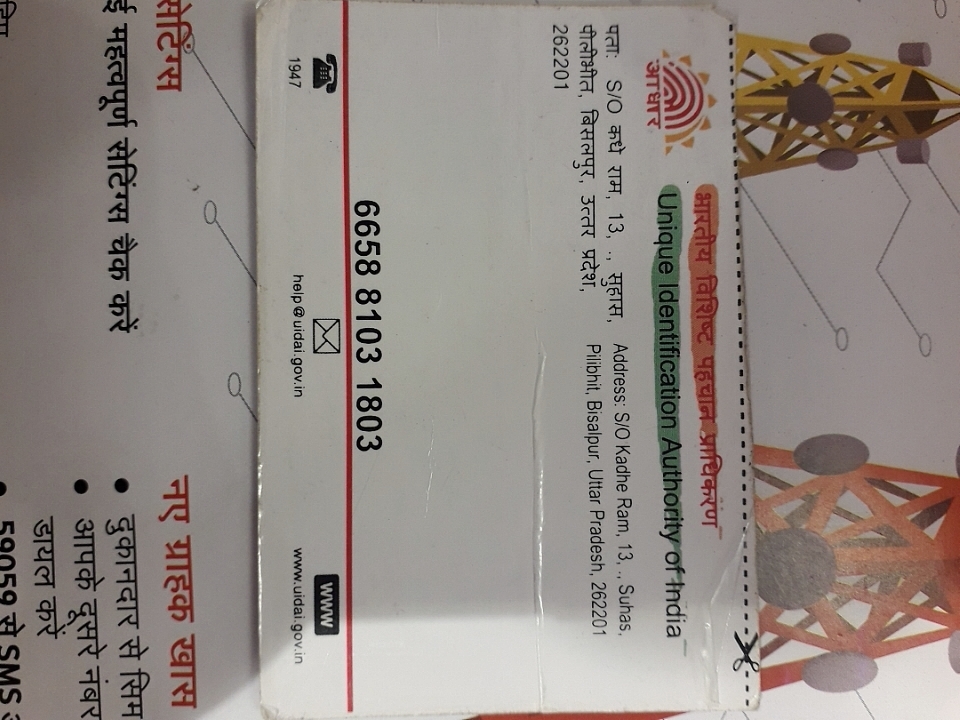 आधार
भारतीय विशिष्ट पहचान प्राधिकरण
Unique Identification Authority of India
पता: S/O कधे राम, 13, ., सुहास,
पीलीभीत, बिसलपुर, उत्तर प्रदेश,
262201
Address: S/O Kadhe Ram, 13, ., Suhas,
Pilibhit, Bisalpur, Uttar Pradesh, 262201
6658 8103 1803
1947
help@uidai.gov.in
www
www.uidai.gov.in
सेटिंग्स
महत्वपूर्ण सेटिंग्स चैक करें
नए ग्राहक खास
• दुकानदार से सिम
• आपके दूसरे नंबर
डायल करें
• 59059 से SMS